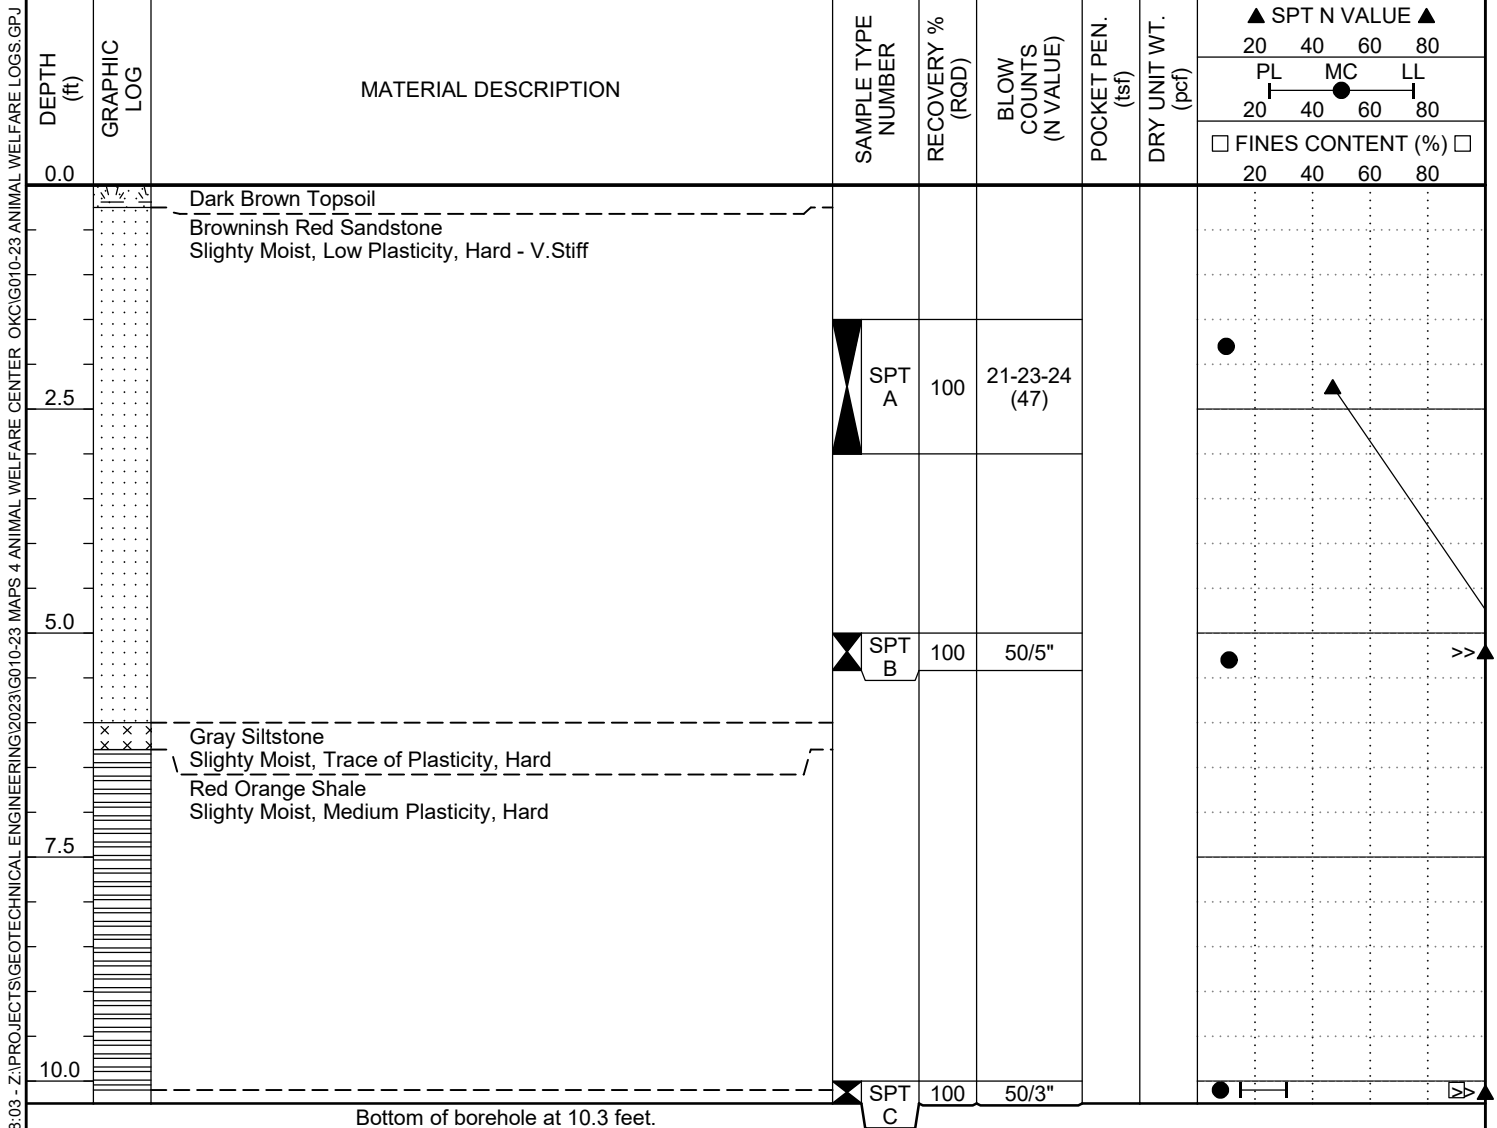 DEPTH
(ft)
GRAPHIC
LOG
MATERIAL DESCRIPTION
SAMPLE TYPE
NUMBER
RECOVERY %
(RQD)
BLOW
COUNTS
(N VALUE)
POCKET PEN.
(tsf)
DRY UNIT WT.
(pcf)
▲ SPT N VALUE ▲
20 40 60 80
PL MC LL
20 40 60 80
□ FINES CONTENT (%) □
20 40 60 80
0.0
Dark Brown Topsoil
Browninsh Red Sandstone
Slighty Moist, Low Plasticity, Hard - V.Stiff
SPT
A
100
21-23-24
(47)
2.5
5.0
SPT
B
100
50/5"
>>▲
Gray Siltstone
Slighty Moist, Trace of Plasticity, Hard
Red Orange Shale
Slighty Moist, Medium Plasticity, Hard
7.5
10.0
SPT
C
100
50/3"
>>▲
Bottom of borehole at 10.3 feet.
3:03 - Z:\PROJECTS\GEOTECHNICAL ENGINEERING\2023\G010-23 MAPS 4 ANIMAL WELFARE CENTER OKC\G010-23 ANIMAL WELFARE LOGS.GPJ